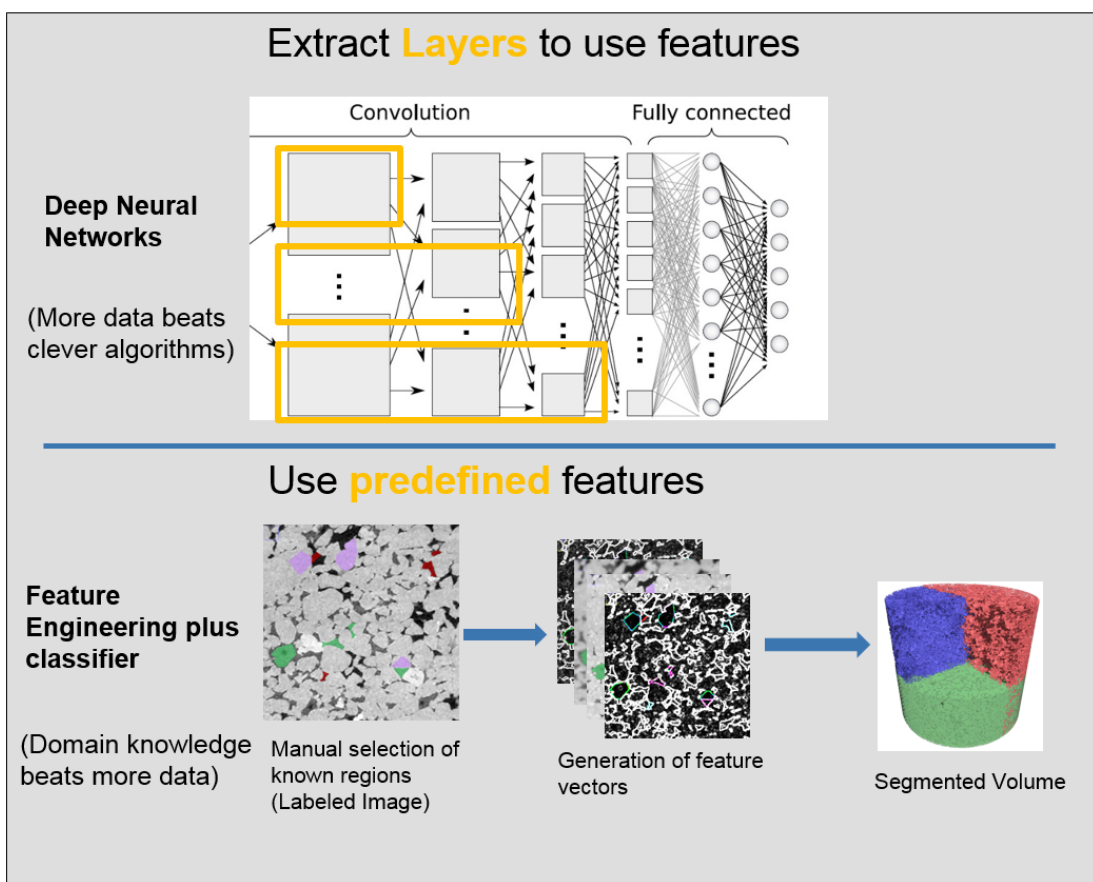 Extract Layers to use features
Convolution
Fully connected
Deep Neural
Networks
(More data beats
clever algorithms)
Use predefined features
Feature
Engineering plus
classifier
(Domain knowledge
beats more data)
Manual selection of
known regions
(Labeled Image)
Generation of feature
vectors
Segmented Volume